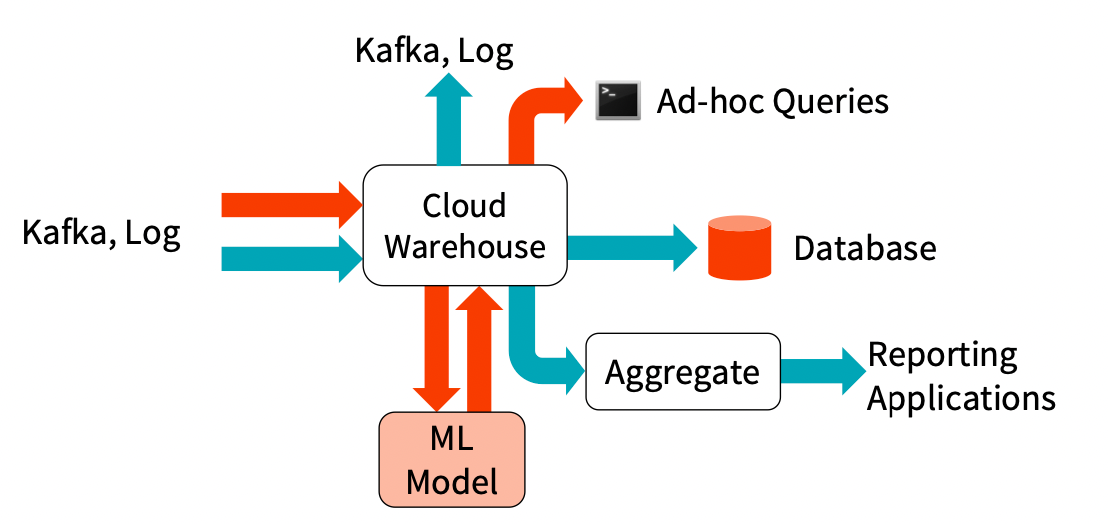 Kafka, Log
>_
Ad-hoc Queries
Kafka, Log
Cloud
Warehouse
Database
Aggregate
Reporting
Applications
ML
Model